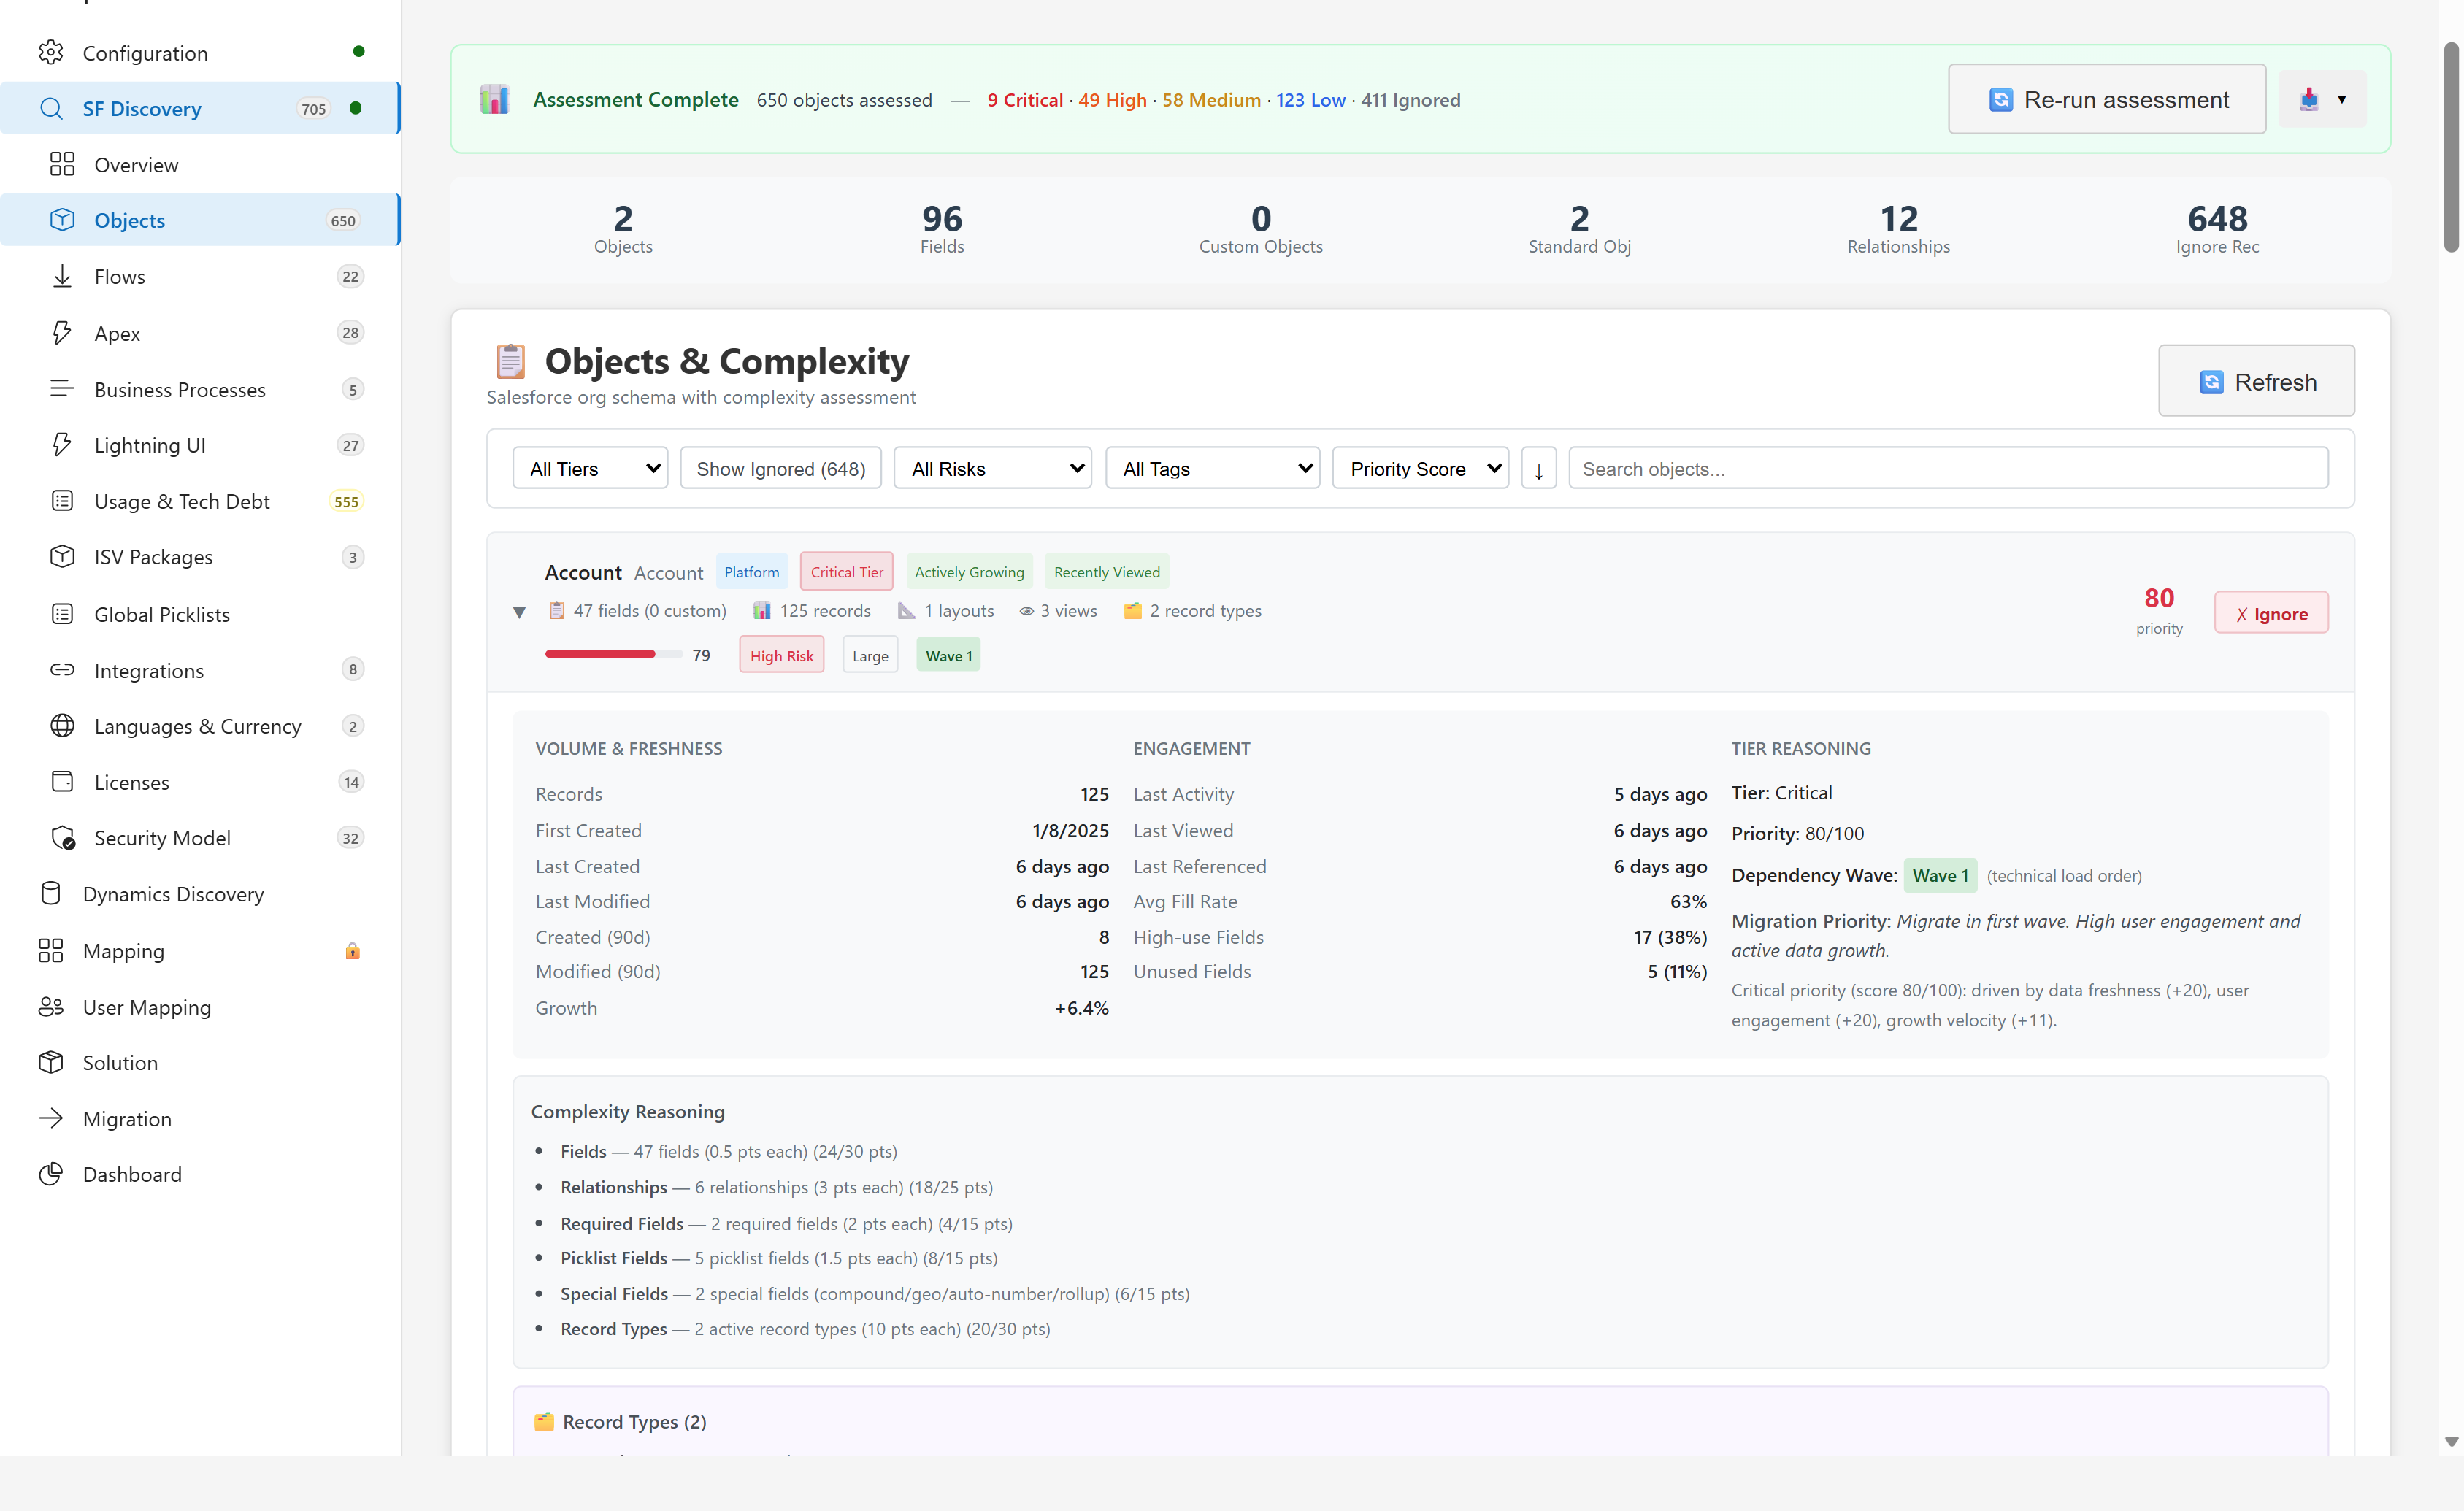 Configuration
SF Discovery 705
Overview
Objects 650
Flows 22
Apex 28
Business Processes 5
Lightning UI 27
Usage & Tech Debt 555
ISV Packages 3
Global Picklists
Integrations 8
Languages & Currency 2
Licenses 14
Security Model 32
Dynamics Discovery
Mapping
User Mapping
Solution
Migration
Dashboard
Assessment Complete 650 objects assessed — 9 Critical · 49 High · 58 Medium · 123 Low · 411 Ignored
Re-run assessment
2 96 0 2 12 648
Objects Fields Custom Objects Standard Obj Relationships Ignore Rec
Objects & Complexity
Salesforce org schema with complexity assessment
Refresh
All Tiers Show Ignored (648) All Risks All Tags Priority Score ↓ Search objects...
Account Account Platform Critical Tier Actively Growing Recently Viewed
▼ 47 fields (0 custom) 125 records 1 layouts 3 views 2 record types
79 High Risk Large Wave 1
80
priority
✗ Ignore
VOLUME & FRESHNESS
Records 125
First Created 1/8/2025
Last Created 6 days ago
Last Modified 6 days ago
Created (90d) 8
Modified (90d) 125
Growth +6.4%
ENGAGEMENT
Last Activity 5 days ago
Last Viewed 6 days ago
Last Referenced 6 days ago
Avg Fill Rate 63%
High-use Fields 17 (38%)
Unused Fields 5 (11%)
TIER REASONING
Tier: Critical
Priority: 80/100
Dependency Wave: Wave 1 (technical load order)
Migration Priority: Migrate in first wave. High user engagement and
active data growth.
Critical priority (score 80/100): driven by data freshness (+20), user
engagement (+20), growth velocity (+11).
Complexity Reasoning
• Fields — 47 fields (0.5 pts each) (24/30 pts)
• Relationships — 6 relationships (3 pts each) (18/25 pts)
• Required Fields — 2 required fields (2 pts each) (4/15 pts)
• Picklist Fields — 5 picklist fields (1.5 pts each) (8/15 pts)
• Special Fields — 2 special fields (compound/geo/auto-number/rollup) (6/15 pts)
• Record Types — 2 active record types (10 pts each) (20/30 pts)
Record Types (2)